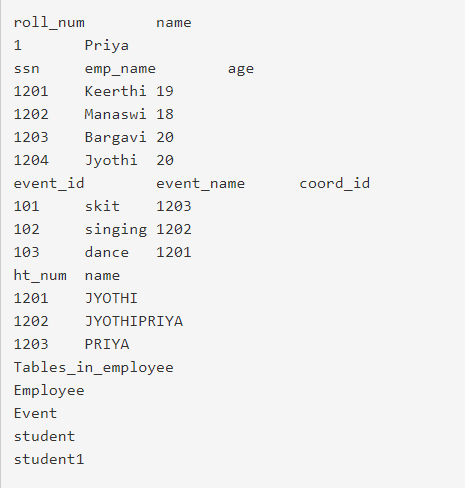 roll_num name
1 Priya
ssn emp_name age
1201 Keerthi 19
1202 Manaswi 18
1203 Bargavi 20
1204 Jyothi 20
event_id event_name coord_id
101 skit 1203
102 singing 1202
103 dance 1201
ht_num name
1201 JYOTHI
1202 JYOTHIPRIYA
1203 PRIYA
Tables_in_employee
Employee
Event
student
student1